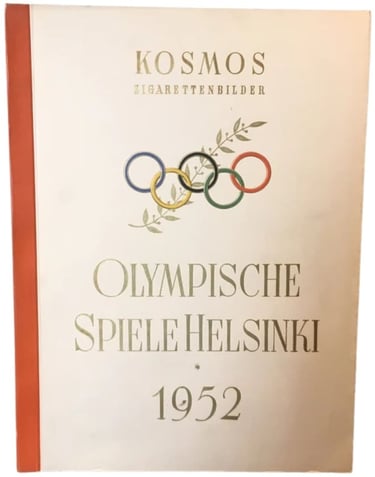 KOSMOS
ZIGARETTENBILDER
OLYMPISCHE
SPIELE HELSINKI
1952